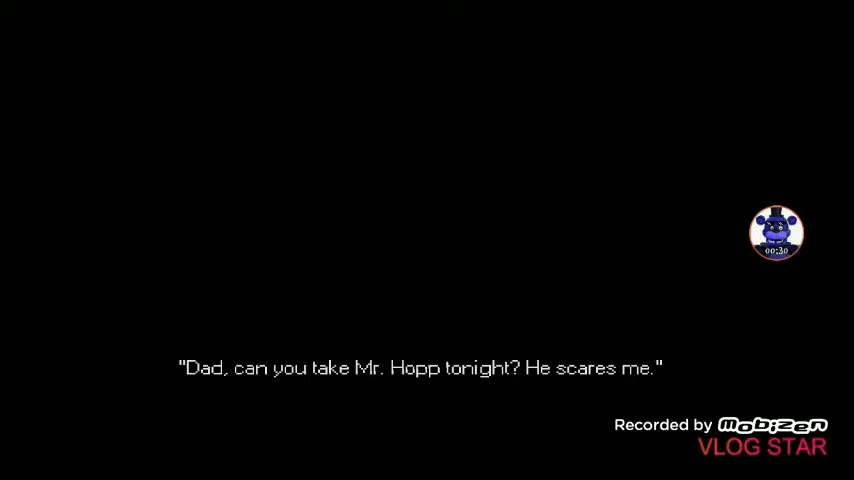 00:30
"Dad, can you take Mr. Hopp tonight? He scares me."
Recorded by mobizen
VLOG STAR